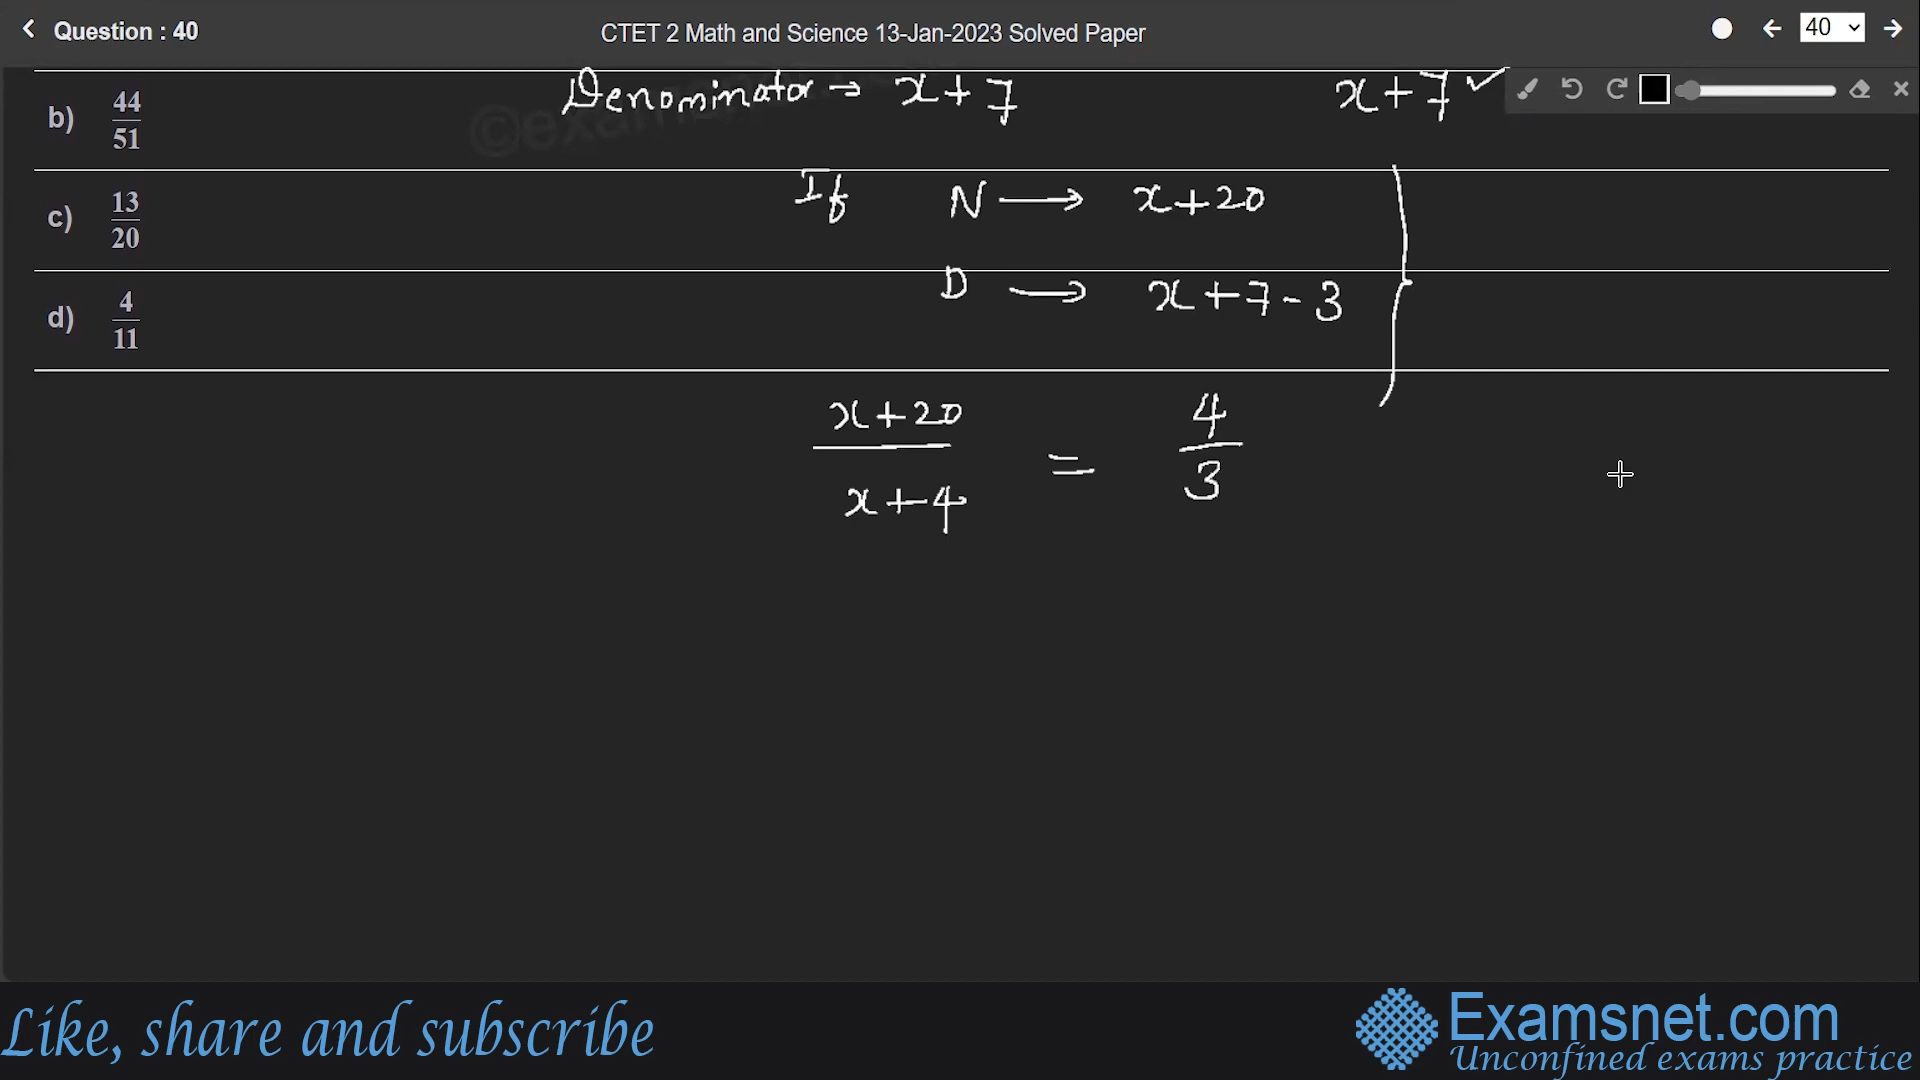 Question : 40
CTET 2 Math and Science 13-Jan-2023 Solved Paper
40
Denominator → x+7
x+7 ✓
b) 44/51
If N → x+20
c) 13/20
D → x+7-3
d) 4/11
x+20/x+4 = 4/3
Like, share and subscribe
Examsnet.com
Unconfined exams practice